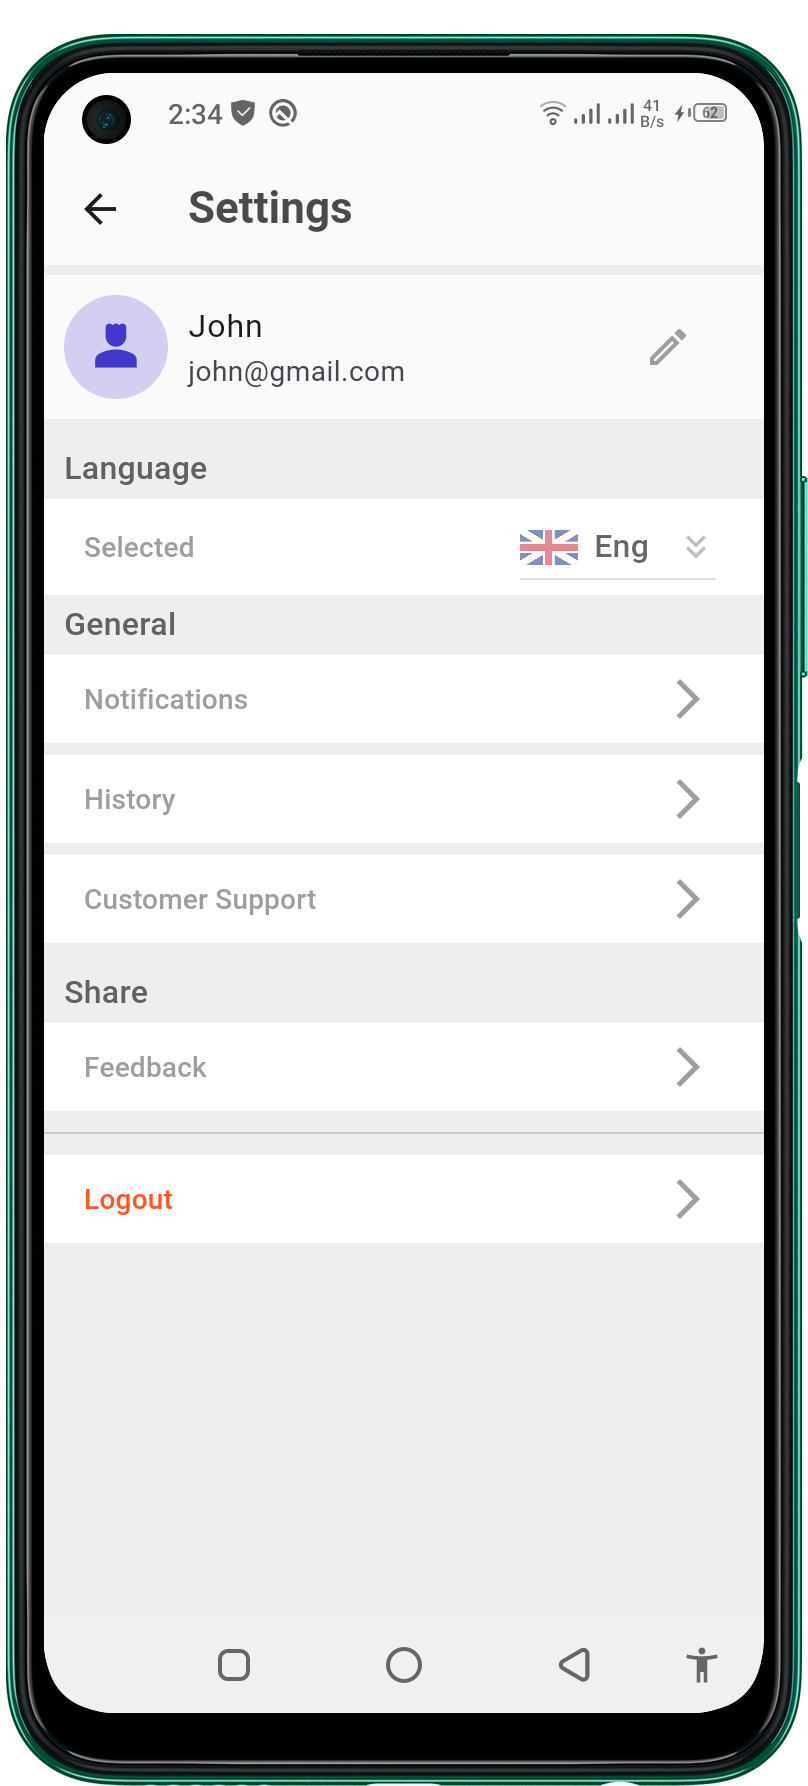 2:34 41 B/s 62
Settings
John
john@gmail.com
Language
Selected Eng
General
Notifications
History
Customer Support
Share
Feedback
Logout